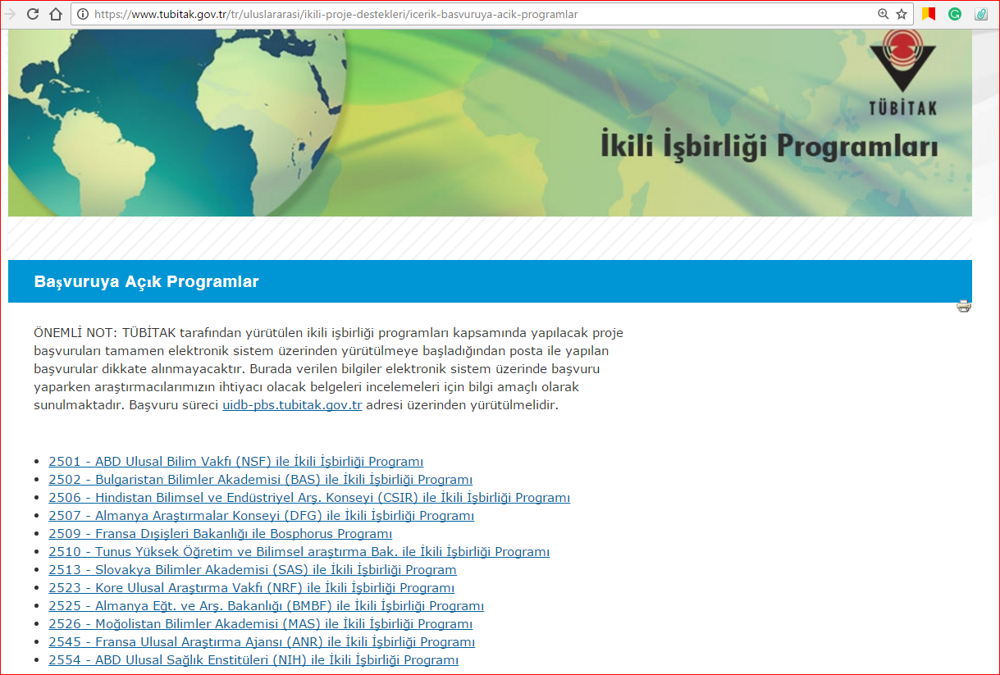 https://www.tubitak.gov.tr/tr/uluslararasi/ikili-proje-destekleri/icerik-basvuruya-acik-programlar
TÜBİTAK
İkili İşbirliği Programları
Başvuruya Açık Programlar
ÖNEMLİ NOT: TÜBİTAK tarafından yürütülen ikili işbirliği programları kapsamında yapılacak proje
başvuruları tamamen elektronik sistem üzerinden yürütülmeye başladığından posta ile yapılan
başvurular dikkate alınmayacaktır. Burada verilen bilgiler elektronik sistem üzerinde başvuru
yaparken araştırmacılarımızın ihtiyacı olacak belgeleri incelemeleri için bilgi amaçlı olarak
sunulmaktadır. Başvuru süreci uidb-pbs.tubitak.gov.tr adresi üzerinden yürütülmelidir.
• 2501 - ABD Ulusal Bilim Vakfı (NSF) ile İkili İşbirliği Programı
• 2502 - Bulgaristan Bilimler Akademisi (BAS) ile İkili İşbirliği Programı
• 2506 - Hindistan Bilimsel ve Endüstriyel Arş. Konseyi (CSIR) ile İkili İşbirliği Programı
• 2507 - Almanya Araştırmalar Konseyi (DFG) ile İkili İşbirliği Programı
• 2509 - Fransa Dışişleri Bakanlığı ile Bosphorus Programı
• 2510 - Tunus Yüksek Öğretim ve Bilimsel araştırma Bak. ile İkili İşbirliği Programı
• 2513 - Slovakya Bilimler Akademisi (SAS) ile İkili İşbirliği Program
• 2523 - Kore Ulusal Araştırma Vakfı (NRF) ile İkili İşbirliği Programı
• 2525 - Almanya Eğt. ve Arş. Bakanlığı (BMBF) ile İkili İşbirliği Programı
• 2526 - Moğolistan Bilimler Akademisi (MAS) ile İkili İşbirliği Programı
• 2545 - Fransa Ulusal Araştırma Ajansı (ANR) ile İkili İşbirliği Programı
• 2554 - ABD Ulusal Sağlık Enstitüleri (NIH) ile İkili İşbirliği Programı